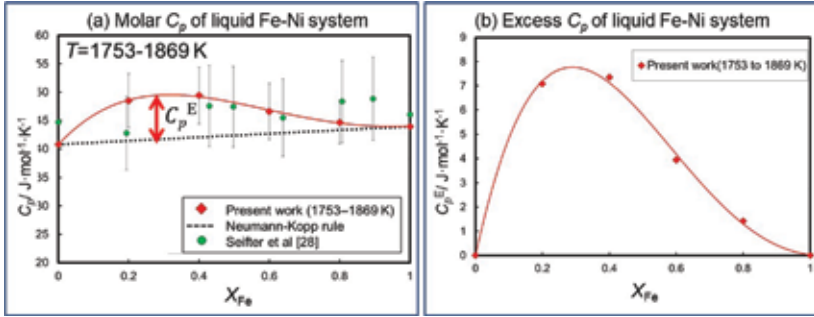 (a) Molar Cp of liquid Fe-Ni system
T=1753-1869 K
CpE
Cp/ J·mol-1·K-1
60
55
50
45
40
35
30
25
20
Present work (1753–1869 K)
Neumann-Kopp rule
Seifter et al [28]
0 0.2 0.4 0.6 0.8 1
XFe
(b) Excess Cp of liquid Fe-Ni system
Present work(1753 to 1869 K)
CpE/ J·mol-1·K-1
9
8
7
6
5
4
3
2
1
0
0.0 0.2 0.4 0.6 0.8 1
XFe